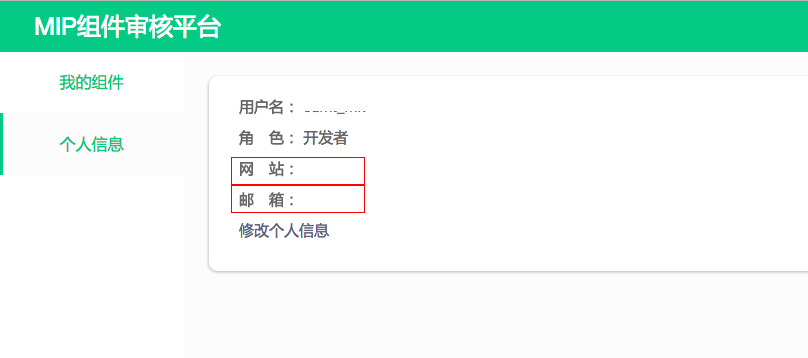 MIP组件审核平台
我的组件
个人信息
用户名：
角　色： 开发者
网　站：
邮　箱：
修改个人信息